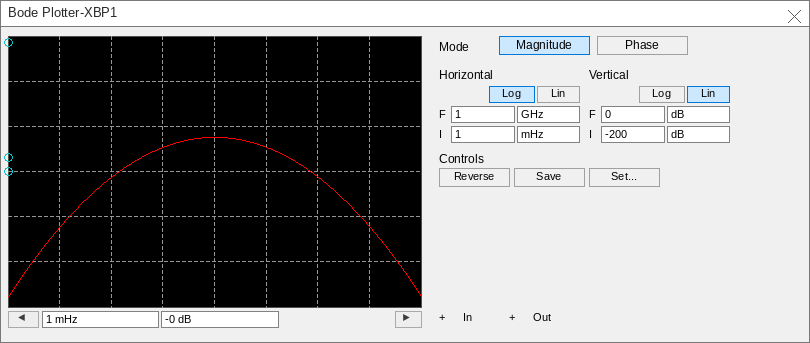 Bode Plotter-XBP1
Mode Magnitude Phase
Horizontal Vertical
Log Lin Log Lin
F 1 GHz F 0 dB
I 1 mHz I -200 dB
Controls
Reverse Save Set...
1 mHz -0 dB + In + Out